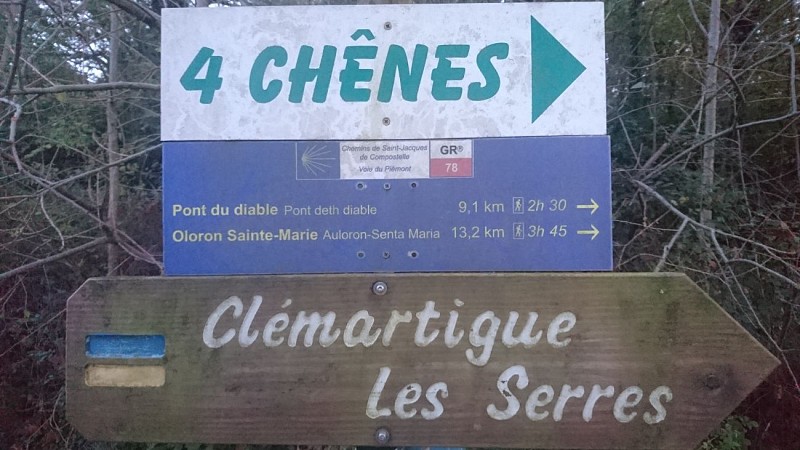 4 CHÊNES
Chemins de Saint-Jacques
de Compostelle
Voie du Piémont
GR®
78
Pont du diable Pont deth diable 9,1 km 2h 30
Oloron Sainte-Marie Auloron-Senta Maria 13,2 km 3h 45
Clémartigue
Les Serres